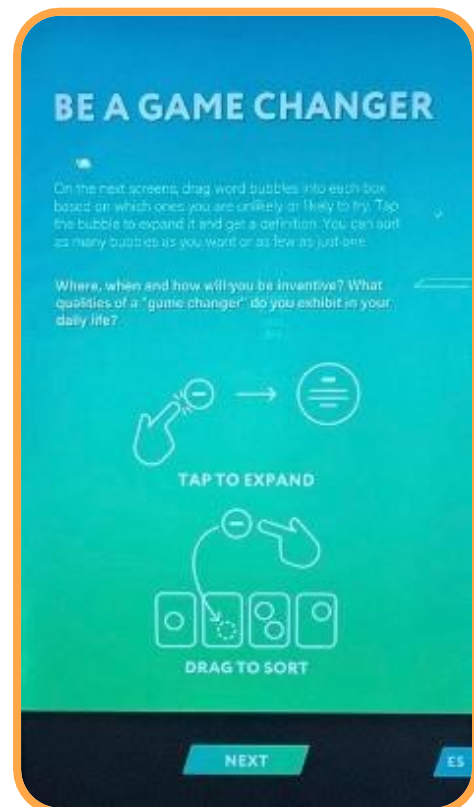 BE A GAME CHANGER
On the next screens, drag word bubbles into each box
based on which ones you are unlikely or likely to try. Tap
the bubble to expand it and get a definition. You can sort
as many bubbles as you want or as few as just one.
Where, when and how will you be inventive? What
qualities of a "game changer" do you exhibit in your
daily life?
TAP TO EXPAND
DRAG TO SORT
NEXT
ES